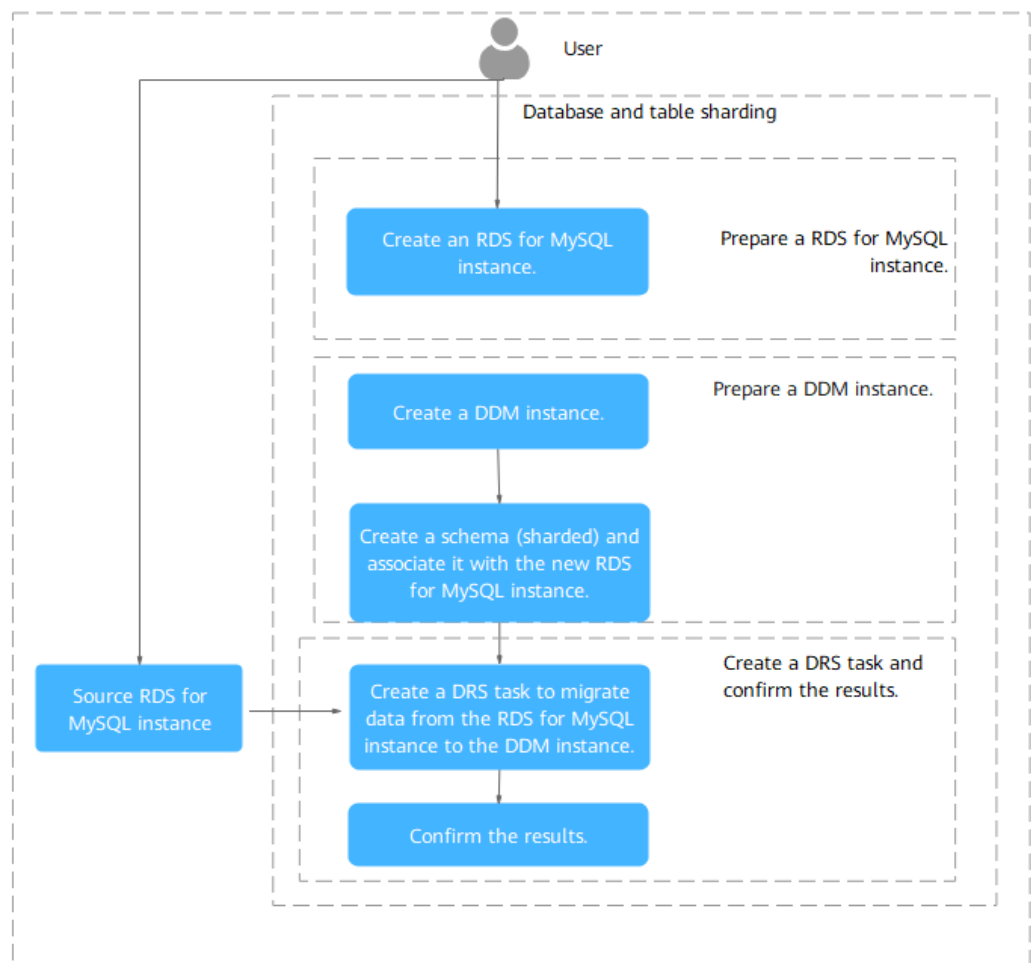 User
Database and table sharding
Create an RDS for MySQL
instance.
Prepare a RDS for MySQL
instance.
Create a DDM instance.
Prepare a DDM instance.
Create a schema (sharded) and
associate it with the new RDS
for MySQL instance.
Source RDS for
MySQL instance
Create a DRS task to migrate
data from the RDS for MySQL
instance to the DDM instance.
Create a DRS task and
confirm the results.
Confirm the results.